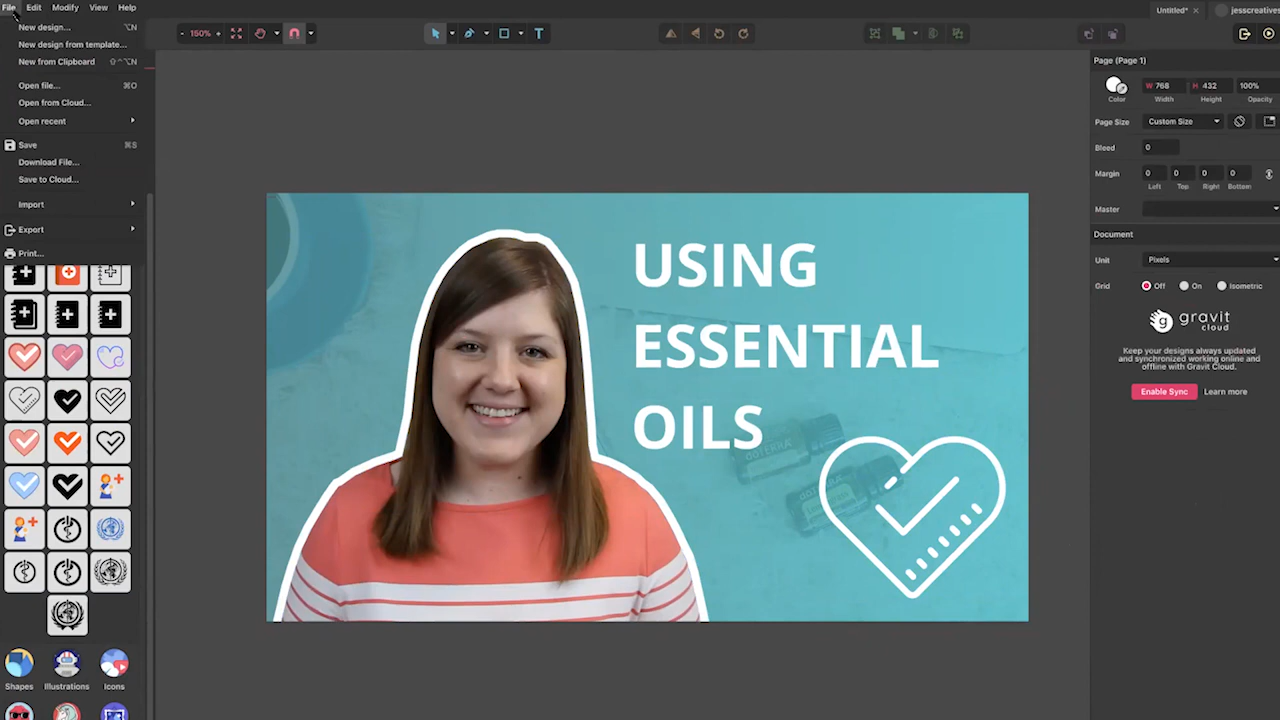 File Edit Modify View Help
Untitled* × jesscreatives
New design... ⌥N
New design from template...
New from Clipboard ⇧⌃⌥N
Open file... ⌘O
Open from Cloud...
Open recent
Save ⌘S
Download File...
Save to Cloud...
Import
Export
Print...
- 150% +
T
Page (Page 1)
W 768 H 432 100%
Color Width Height Opacity
Page Size Custom Size
Bleed 0
Margin 0 0 0 0
Left Top Right Bottom
Master
Document
Unit Pixels
Grid Off On Isometric
gravit
cloud
Keep your designs always updated
and synchronized working online and
offline with Gravit Cloud.
Enable Sync Learn more
USING
ESSENTIAL
OILS
dōTERRA
dōTERRA
Shapes Illustrations Icons